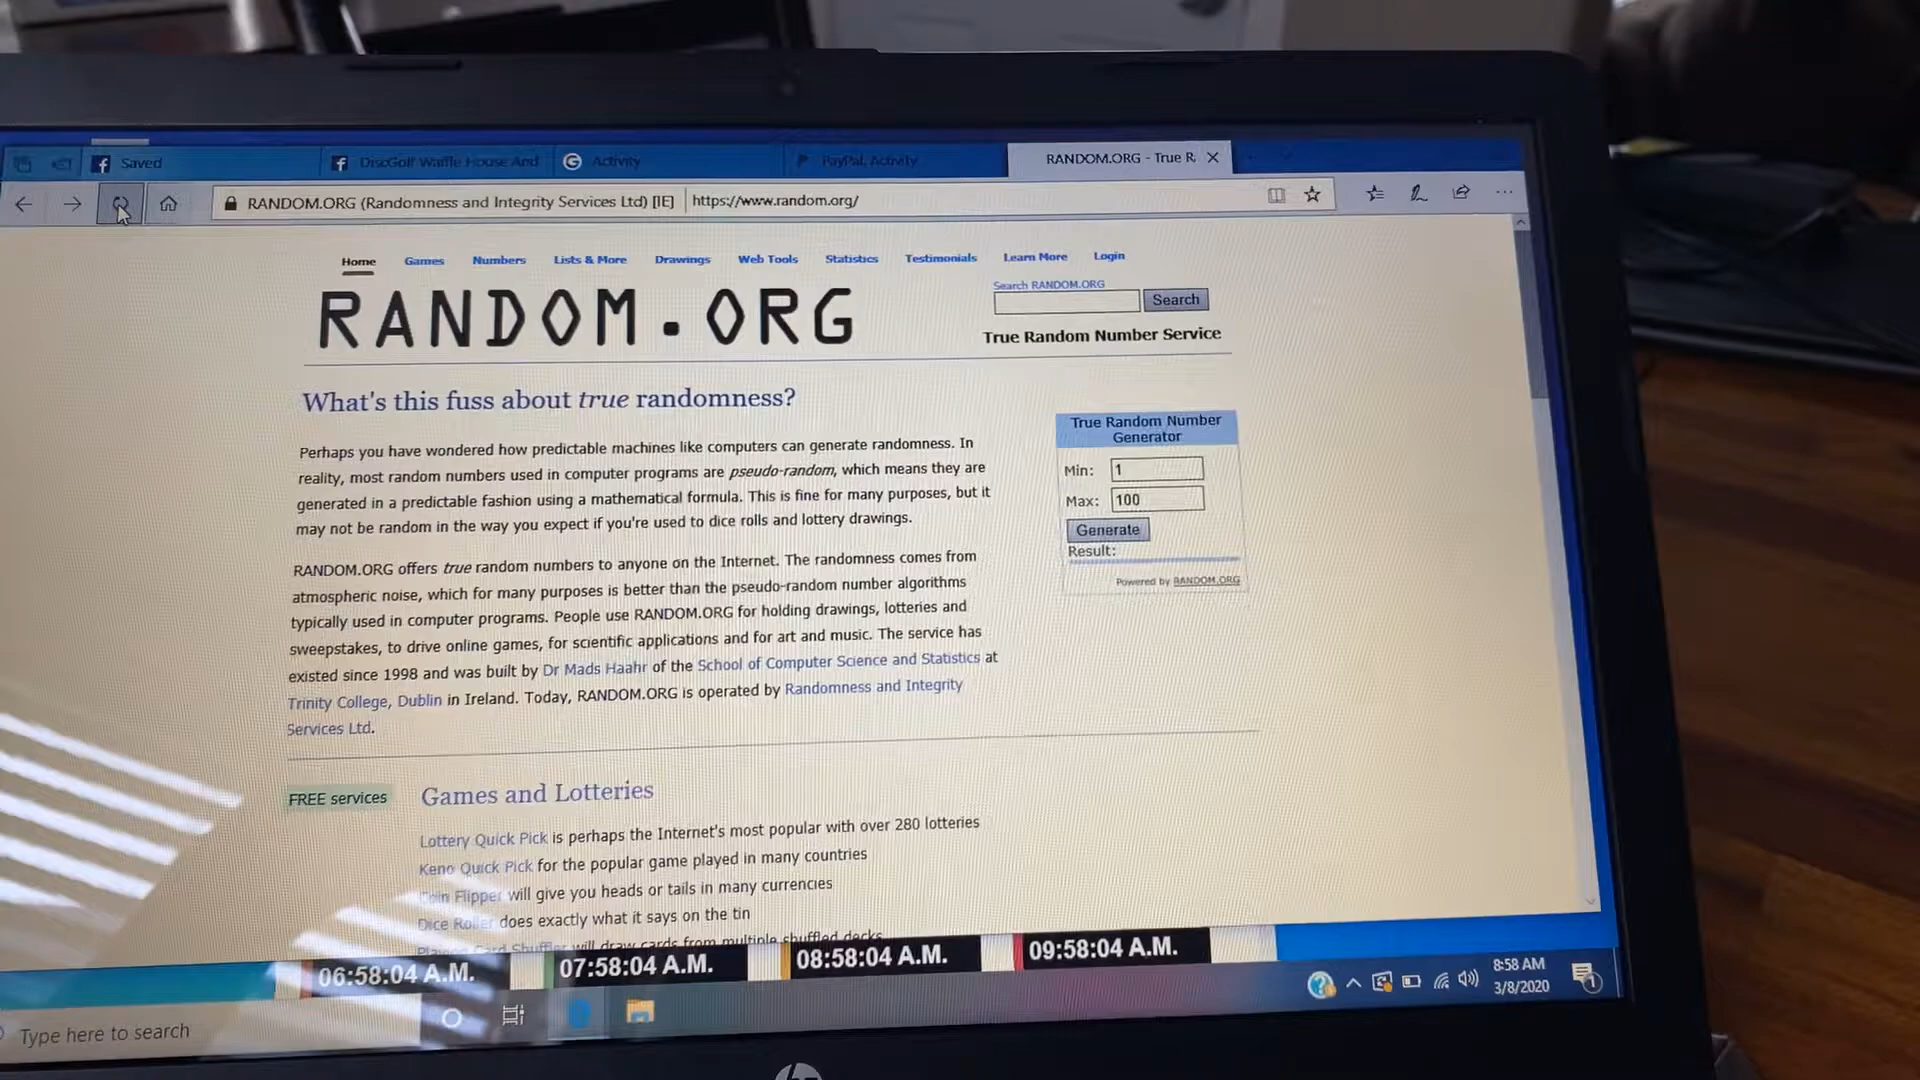 Saved
DiscGolf Waffle House And
Activity
PayPal: Activity
RANDOM.ORG - True R
RANDOM.ORG (Randomness and Integrity Services Ltd) [IE]
https://www.random.org/
Home Games Numbers Lists & More Drawings Web Tools Statistics Testimonials Learn More Login
RANDOM.ORG
Search RANDOM.ORG
Search
True Random Number Service
What's this fuss about true randomness?
Perhaps you have wondered how predictable machines like computers can generate randomness. In
reality, most random numbers used in computer programs are pseudo-random, which means they are
generated in a predictable fashion using a mathematical formula. This is fine for many purposes, but it
may not be random in the way you expect if you're used to dice rolls and lottery drawings.
RANDOM.ORG offers true random numbers to anyone on the Internet. The randomness comes from
atmospheric noise, which for many purposes is better than the pseudo-random number algorithms
typically used in computer programs. People use RANDOM.ORG for holding drawings, lotteries and
sweepstakes, to drive online games, for scientific applications and for art and music. The service has
existed since 1998 and was built by Dr Mads Haahr of the School of Computer Science and Statistics at
Trinity College, Dublin in Ireland. Today, RANDOM.ORG is operated by Randomness and Integrity
Services Ltd.
True Random Number
Generator
Min: 1
Max: 100
Generate
Result:
Powered by RANDOM.ORG
FREE services
Games and Lotteries
Lottery Quick Pick is perhaps the Internet's most popular with over 280 lotteries
Keno Quick Pick for the popular game played in many countries
Coin Flipper will give you heads or tails in many currencies
Dice Roller does exactly what it says on the tin
Playing Card Shuffler will draw cards from multiple shuffled decks
06:58:04 A.M. 07:58:04 A.M. 08:58:04 A.M. 09:58:04 A.M.
8:58 AM
3/8/2020
1
Type here to search
hp